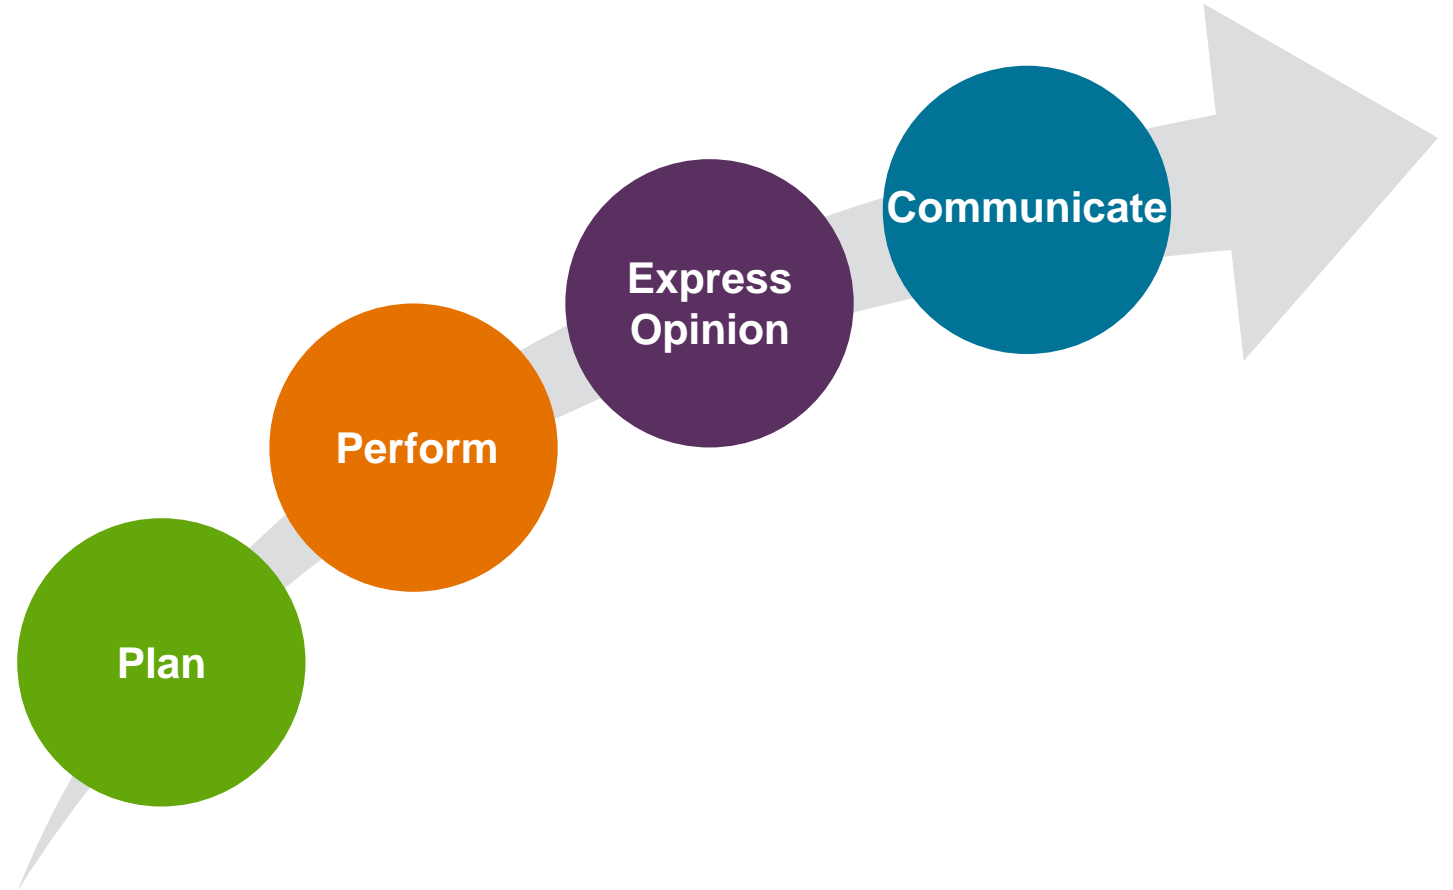 Plan
Perform
Express
Opinion
Communicate